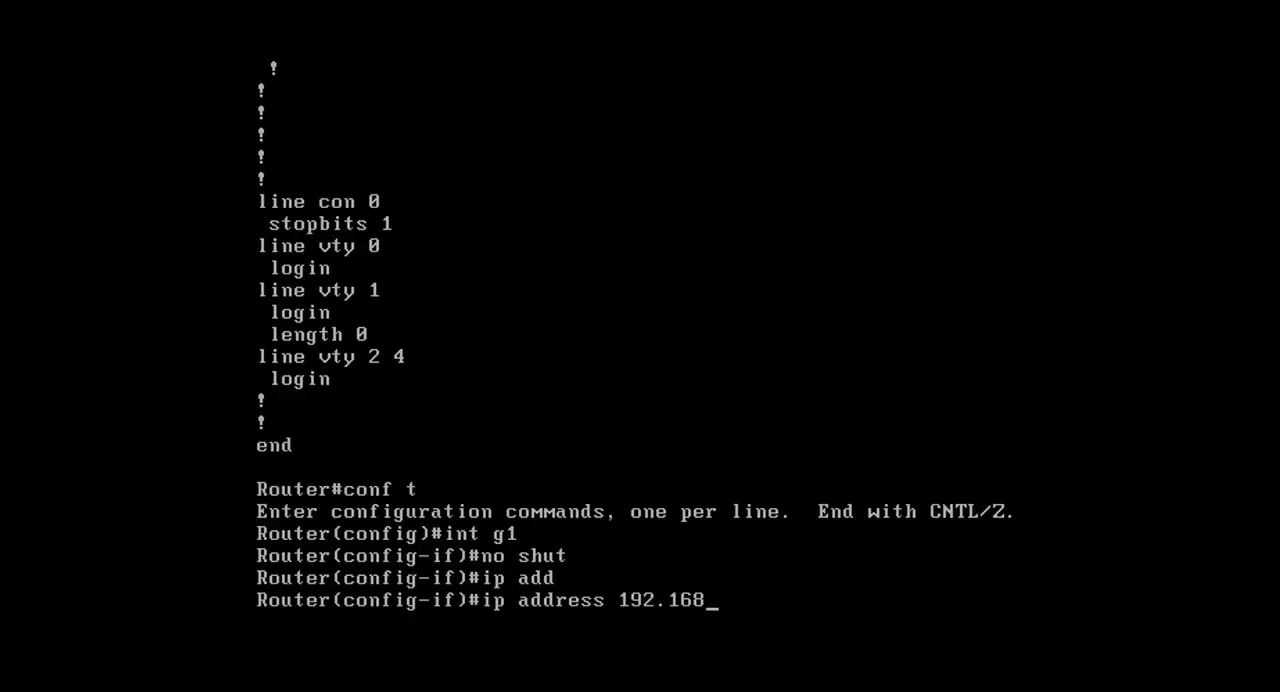 !
!
!
!
!
!
line con 0
 stopbits 1
line vty 0
 login
line vty 1
 login
 length 0
line vty 2 4
 login
!
!
end

Router#conf t
Enter configuration commands, one per line.  End with CNTL/Z.
Router(config)#int g1
Router(config-if)#no shut
Router(config-if)#ip add
Router(config-if)#ip address 192.168_